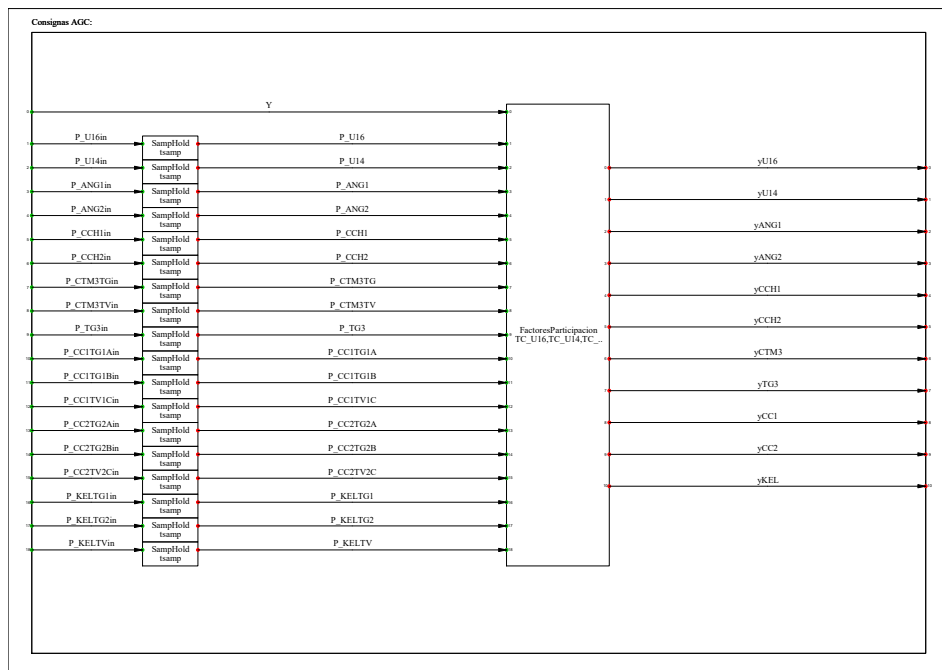 Consignas AGC:
Y
P_U16in SampHold tsamp P_U16
P_U14in SampHold tsamp P_U14
P_ANG1in SampHold tsamp P_ANG1
P_ANG2in SampHold tsamp P_ANG2
P_CCH1in SampHold tsamp P_CCH1
P_CCH2in SampHold tsamp P_CCH2
P_CTM3TGin SampHold tsamp P_CTM3TG
P_CTM3TVin SampHold tsamp P_CTM3TV
P_TG3in SampHold tsamp P_TG3
P_CC1TG1Ain SampHold tsamp P_CC1TG1A
P_CC1TG1Bin SampHold tsamp P_CC1TG1B
P_CC1TV1Cin SampHold tsamp P_CC1TV1C
P_CC2TG2Ain SampHold tsamp P_CC2TG2A
P_CC2TG2Bin SampHold tsamp P_CC2TG2B
P_CC2TV2Cin SampHold tsamp P_CC2TV2C
P_KELTG1in SampHold tsamp P_KELTG1
P_KELTG2in SampHold tsamp P_KELTG2
P_KELTVin SampHold tsamp P_KELTV
FactoresParticipacion
TC_U16,TC_U14,TC_..
yU16
yU14
yANG1
yANG2
yCCH1
yCCH2
yCTM3
yTG3
yCC1
yCC2
yKEL